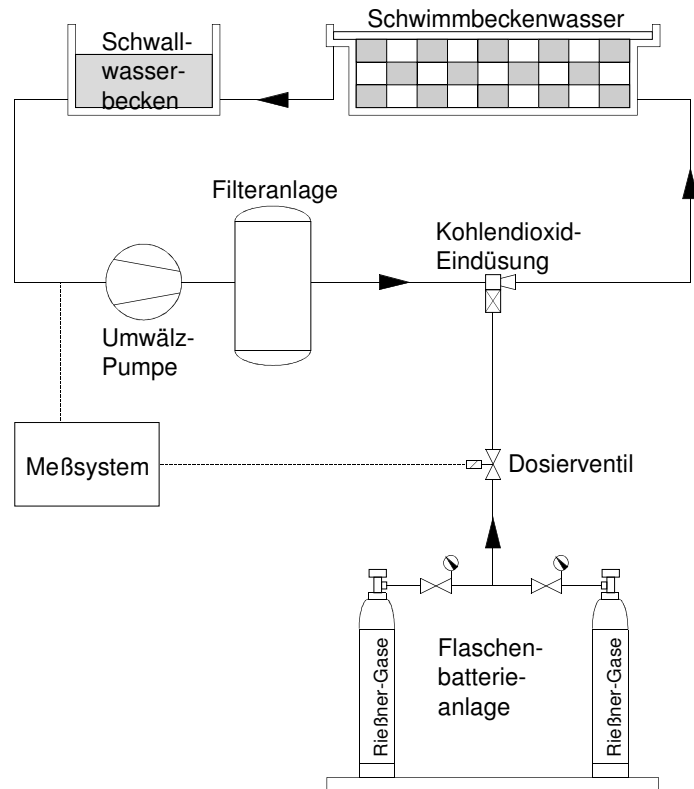 Schwimmbeckenwasser
Schwall-
wasser-
becken
Filteranlage
Kohlendioxid-
Eindüsung
Umwälz-
Pumpe
Meßsystem
Dosierventil
Flaschen-
batterie-
anlage
Rießner-Gase
Rießner-Gase